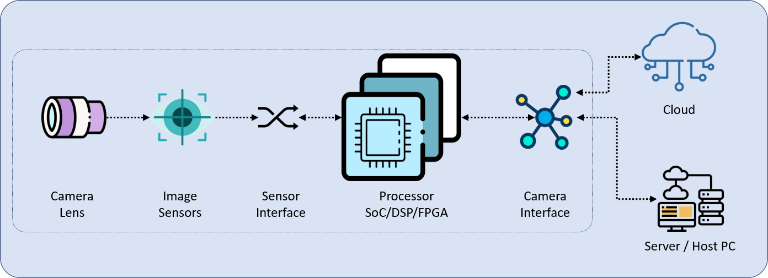 Camera
Lens
Image
Sensors
Sensor
Interface
Processor
SoC/DSP/FPGA
Camera
Interface
Cloud
Server / Host PC